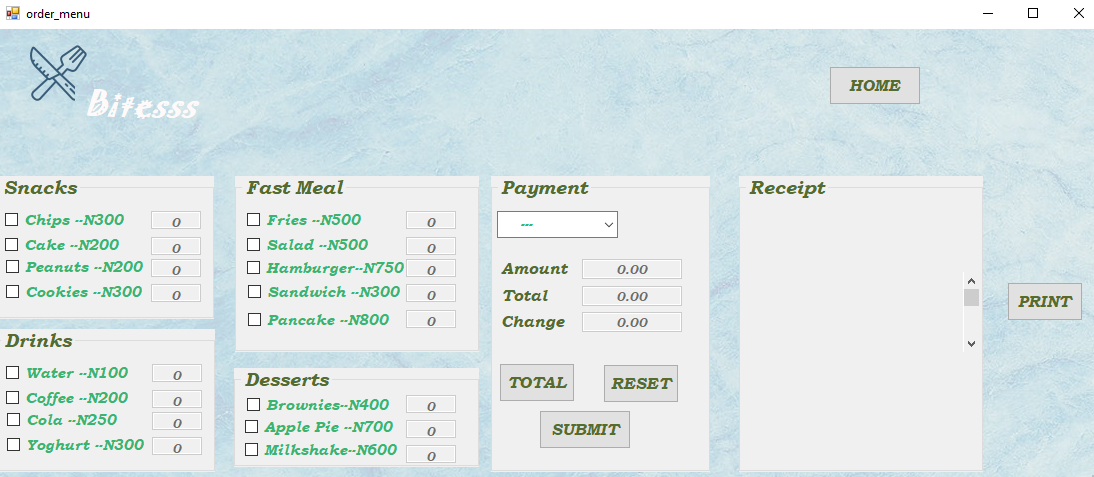 order_menu
Bitesss
HOME
Snacks
Chips --N300 0
Cake --N200 0
Peanuts --N200 0
Cookies --N300 0
Drinks
Water --N100 0
Coffee --N200 0
Cola --N250 0
Yoghurt --N300 0
Fast Meal
Fries --N500 0
Salad --N500 0
Hamburger--N750 0
Sandwich --N300 0
Pancake --N800 0
Desserts
Brownies--N400 0
Apple Pie --N700 0
Milkshake--N600 0
Payment
---
Amount 0.00
Total 0.00
Change 0.00
TOTAL RESET
SUBMIT
Receipt
PRINT